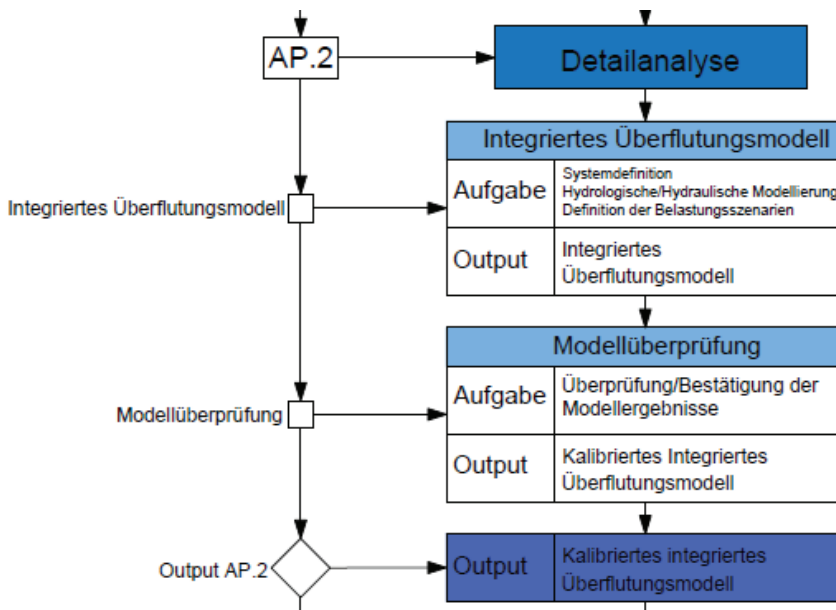 AP.2
Detailanalyse
Integriertes Überflutungsmodell
Integriertes Überflutungsmodell
Aufgabe
Systemdefinition
Hydrologische/Hydraulische Modellierung
Definition der Belastungsszenarien
Output
Integriertes
Überflutungsmodell
Modellüberprüfung
Modellüberprüfung
Aufgabe
Überprüfung/Bestätigung der
Modellergebnisse
Output
Kalibriertes Integriertes
Überflutungsmodell
Output AP.2
Output
Kalibriertes integriertes
Überflutungsmodell